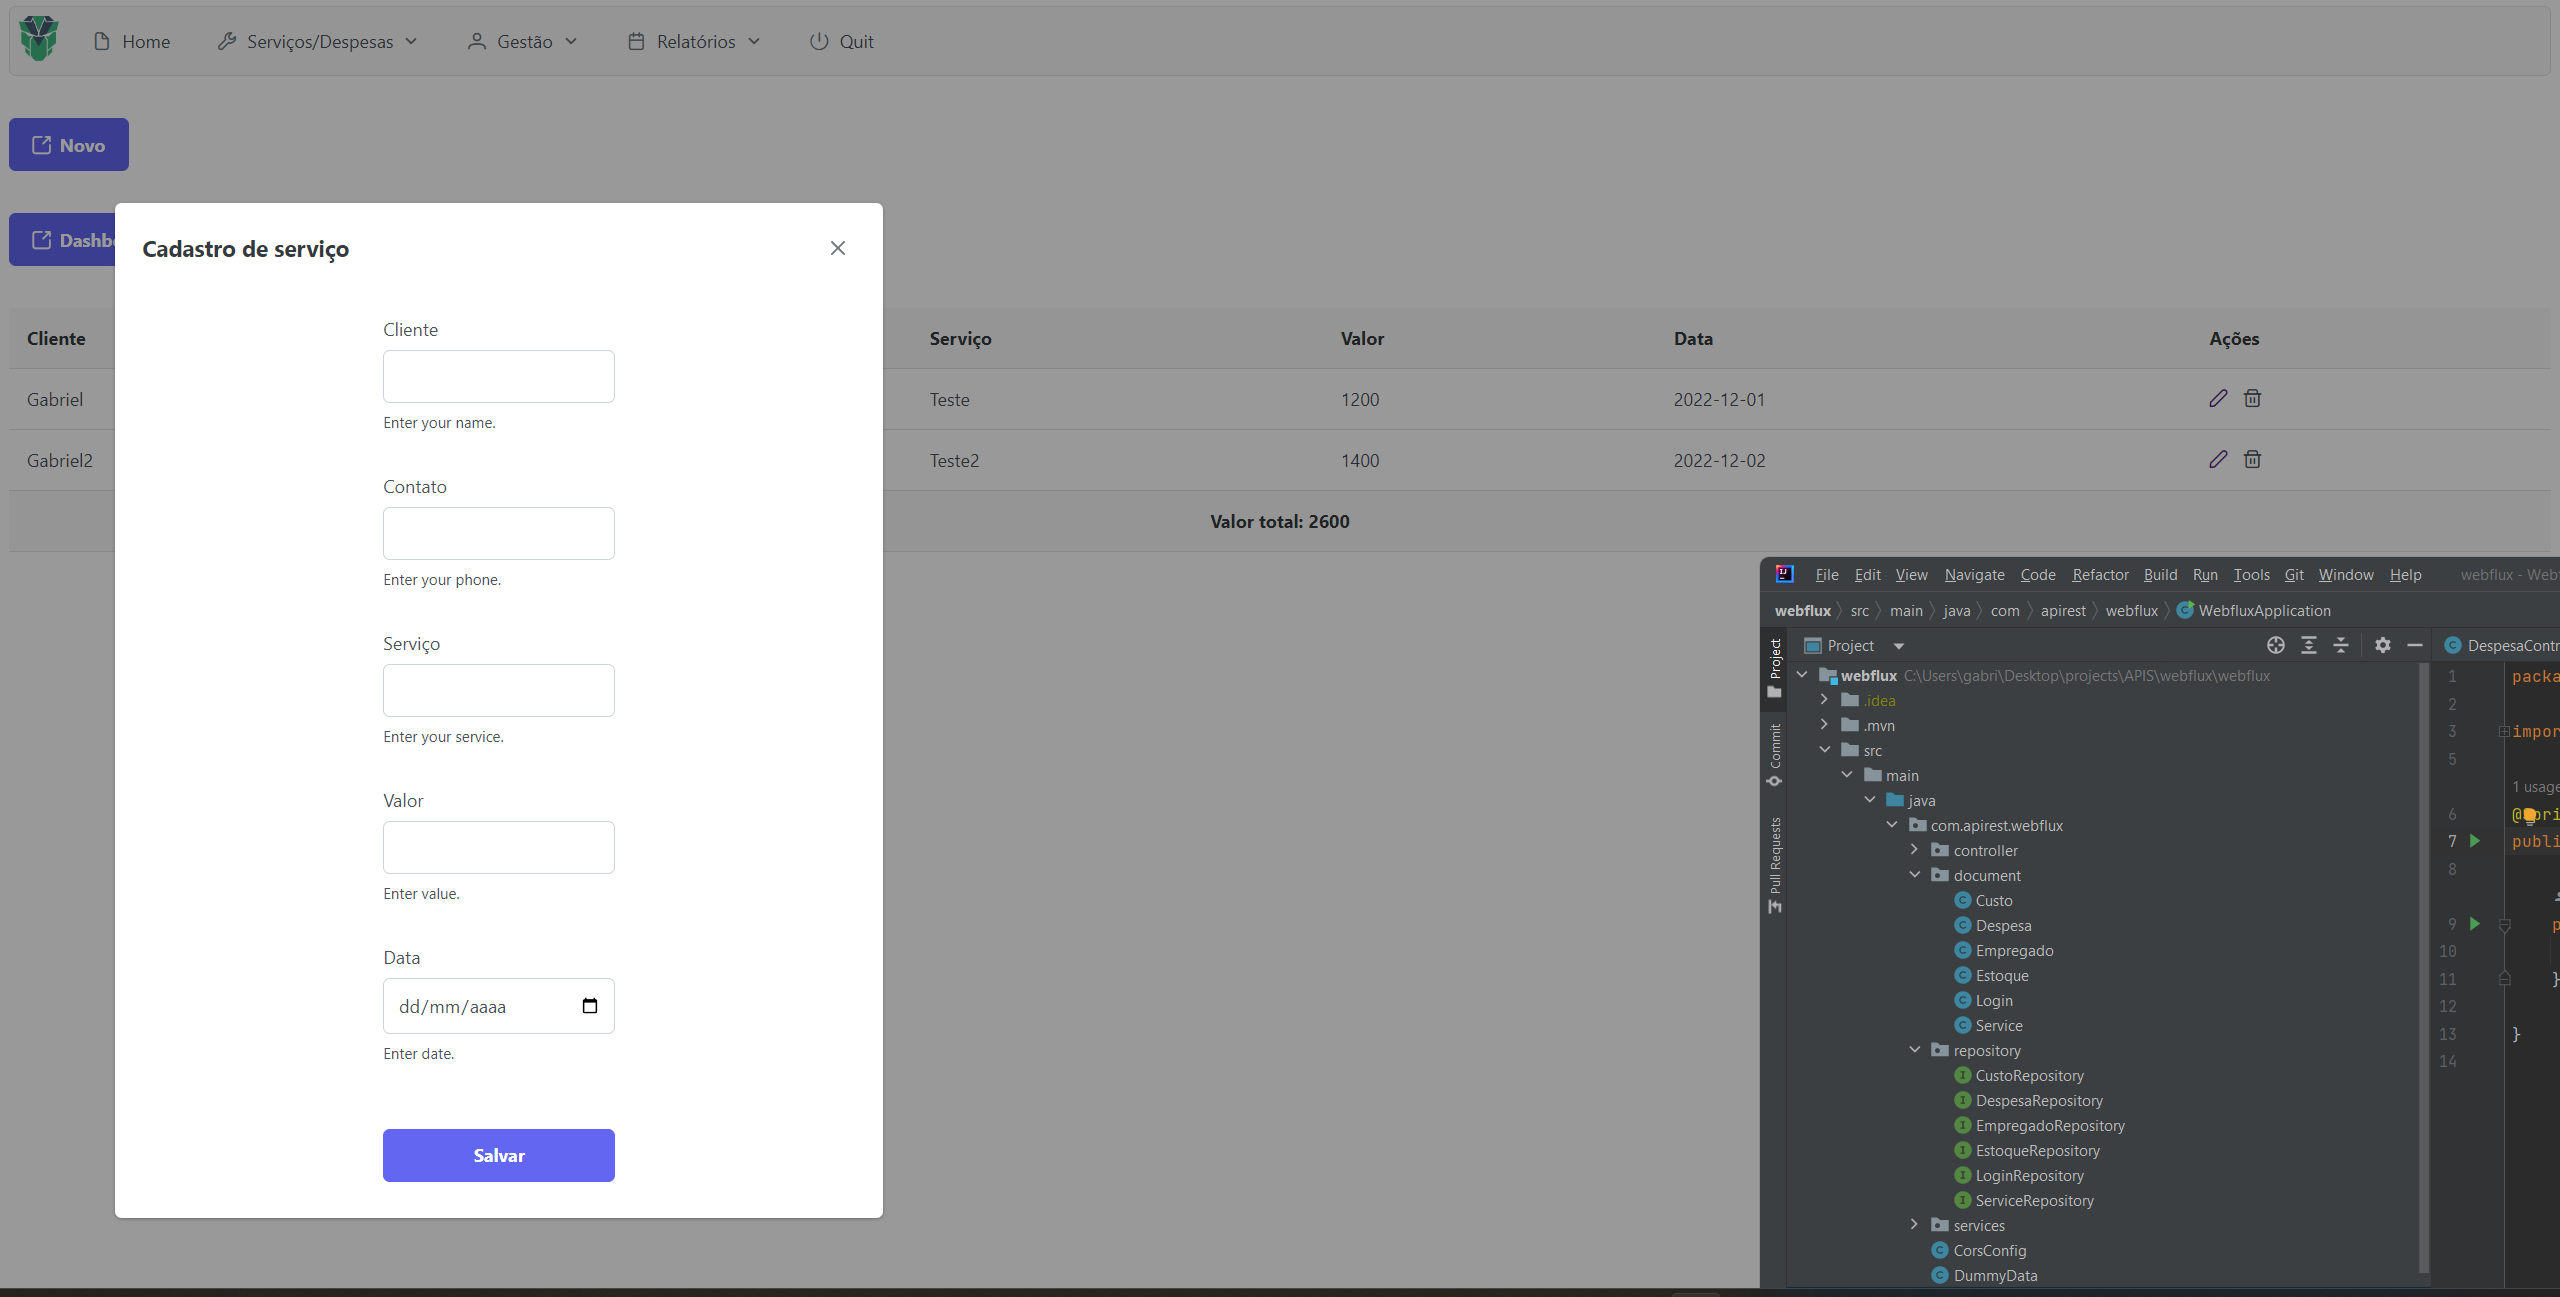 Home Serviços/Despesas Gestão Relatórios Quit
Novo
Dashb
Cadastro de serviço
Cliente
Enter your name.
Contato
Enter your phone.
Serviço
Enter your service.
Valor
Enter value.
Data
dd/mm/aaaa
Enter date.
Salvar
Cliente Serviço Valor Data Ações
Gabriel Teste 1200 2022-12-01
Gabriel2 Teste2 1400 2022-12-02
Valor total: 2600
File Edit View Navigate Code Refactor Build Run Tools Git Window Help webflux - Web
webflux src main java com apirest webflux WebfluxApplication
Project
Commit
Pull Requests
Project
webflux C:\Users\gabri\Desktop\projects\APIS\webflux\webflux
.idea
.mvn
src
main
java
com.apirest.webflux
controller
document
Custo
Despesa
Empregado
Estoque
Login
Service
repository
CustoRepository
DespesaRepository
EmpregadoRepository
EstoqueRepository
LoginRepository
ServiceRepository
services
CorsConfig
DummyData
DespesaContr
1 packa
2
3 impor
5
1 usage
6
7 publi
8
9 p
10
11 }
12
13 }
14